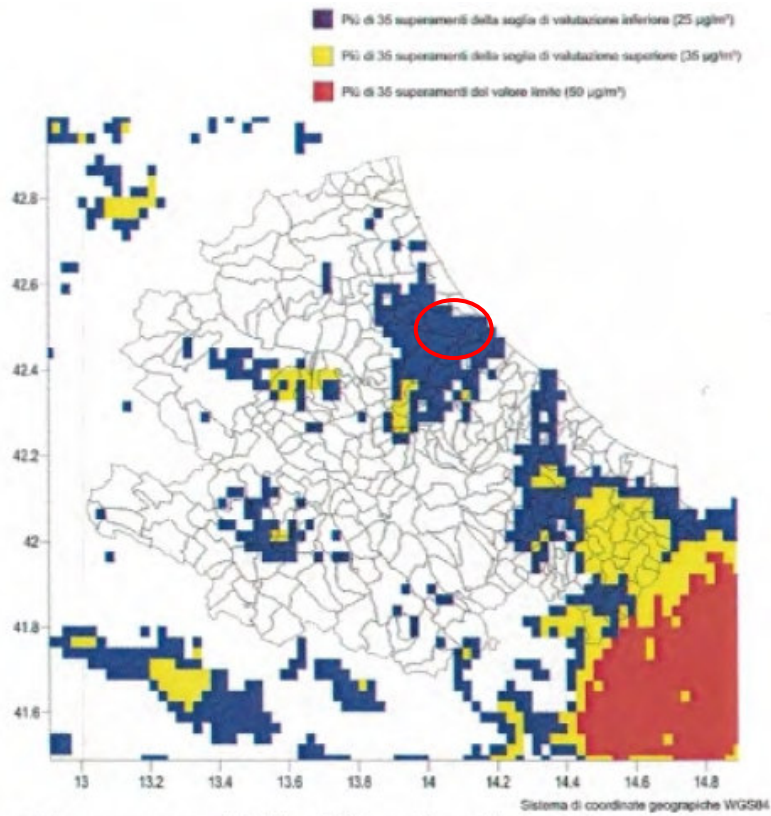 Più di 35 superamenti della soglia di valutazione inferiore (25 µg/m³)
Più di 35 superamenti della soglia di valutazione superiore (35 µg/m³)
Più di 35 superamenti del valore limite (50 µg/m³)
42.8
42.6
42.4
42.2
42
41.8
41.6
13 13.2 13.4 13.6 13.8 14 14.2 14.4 14.6 14.8
Sistema di coordinate geograpiche WGS84